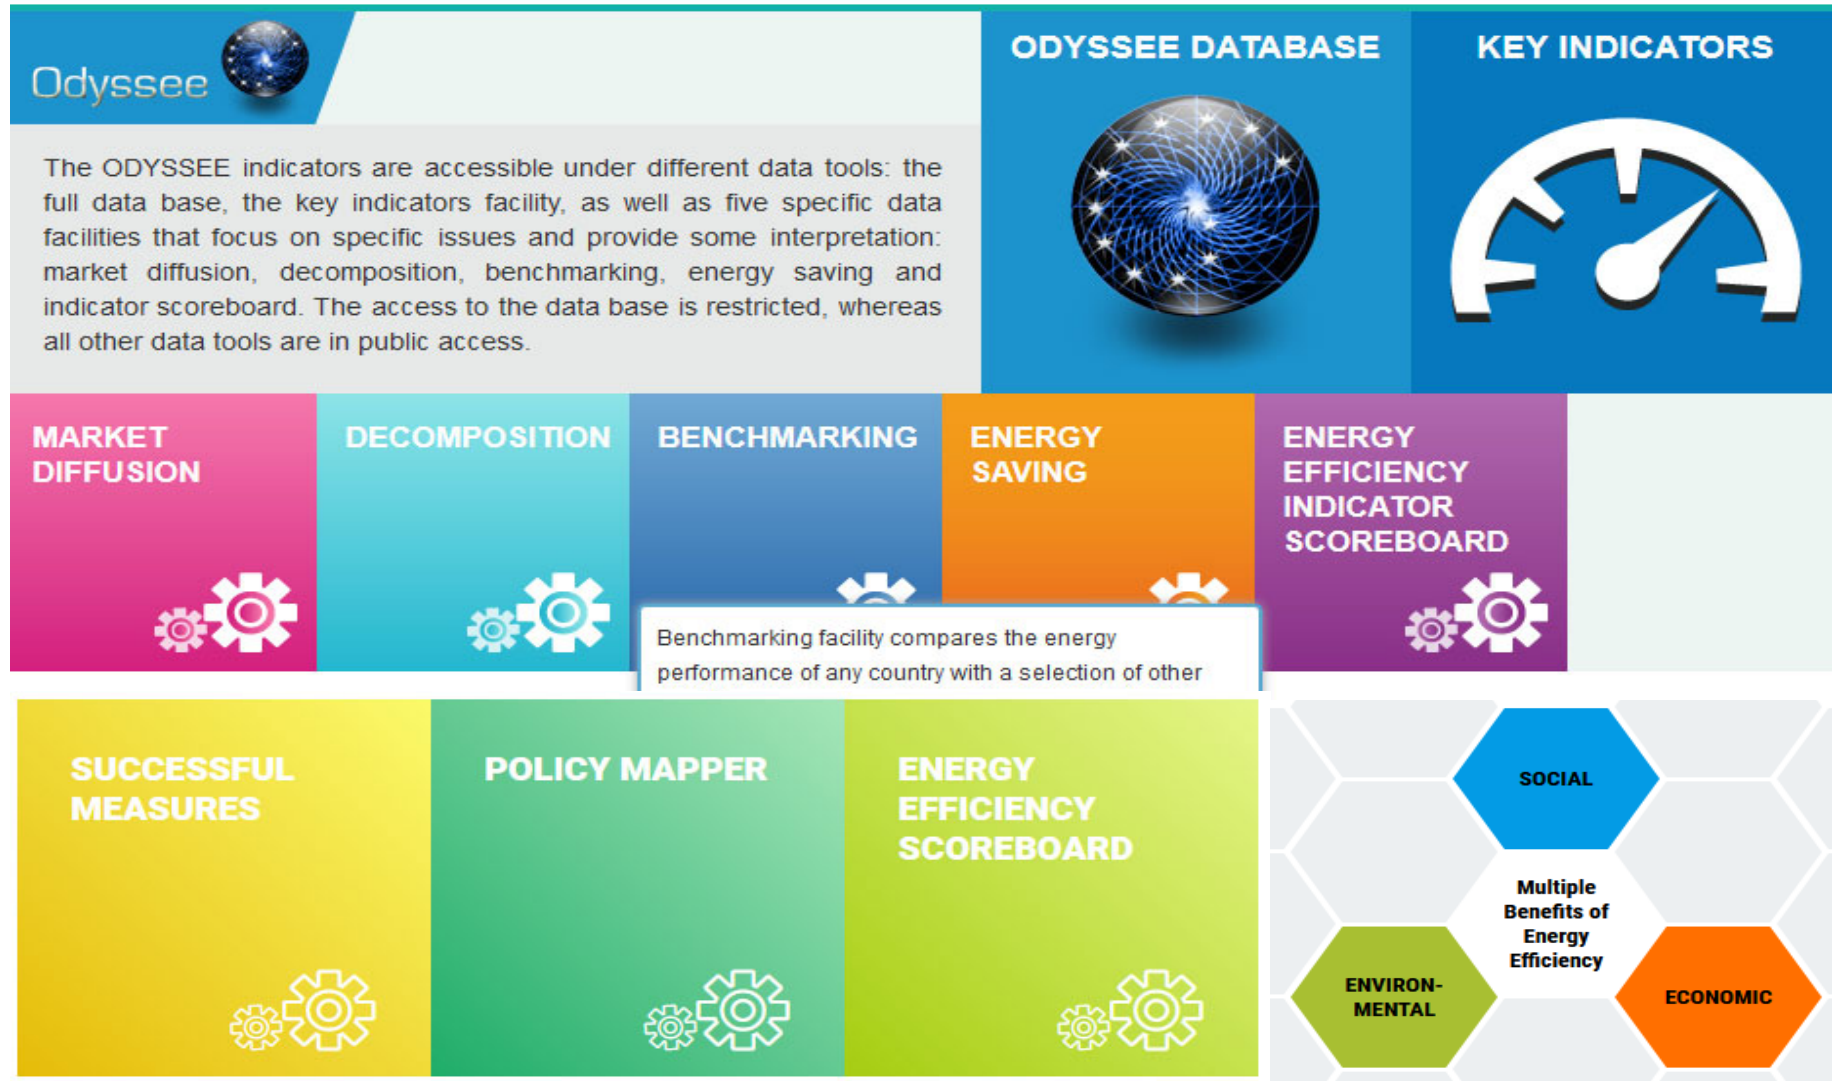 Odyssee
The ODYSSEE indicators are accessible under different data tools: the
full data base, the key indicators facility, as well as five specific data
facilities that focus on specific issues and provide some interpretation:
market diffusion, decomposition, benchmarking, energy saving and
indicator scoreboard. The access to the data base is restricted, whereas
all other data tools are in public access.
ODYSSEE DATABASE
KEY INDICATORS
MARKET
DIFFUSION
DECOMPOSITION
BENCHMARKING
ENERGY
SAVING
ENERGY
EFFICIENCY
INDICATOR
SCOREBOARD
Benchmarking facility compares the energy
performance of any country with a selection of other
SUCCESSFUL
MEASURES
POLICY MAPPER
ENERGY
EFFICIENCY
SCOREBOARD
SOCIAL
Multiple
Benefits of
Energy
Efficiency
ENVIRON-
MENTAL
ECONOMIC